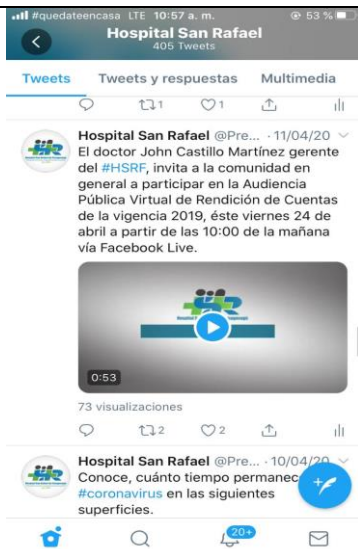 #quedateencasa LTE 10:57 a. m. 53 %
Hospital San Rafael
405 Tweets
Tweets Tweets y respuestas Multimedia
1 1
Hospital San Rafael @Pre... · 11/04/20
El doctor John Castillo Martínez gerente
del #HSRF, invita a la comunidad en
general a participar en la Audiencia
Pública Virtual de Rendición de Cuentas
de la vigencia 2019, éste viernes 24 de
abril a partir de las 10:00 de la mañana
vía Facebook Live.
0:53
73 visualizaciones
2 2
Hospital San Rafael @Pre... · 10/04/20
Conoce, cuánto tiempo permanec
#coronavirus en las siguientes
superficies.
20+